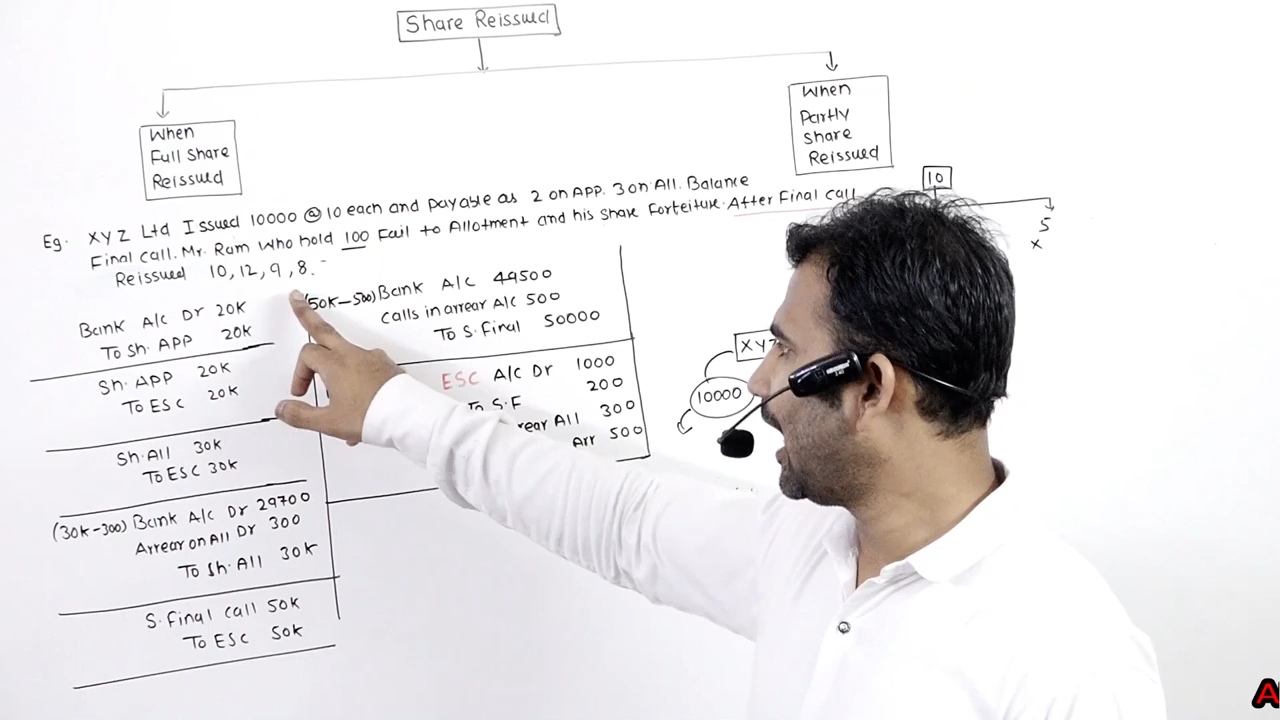 Share Reissued
When
Full Share
Reissued
When
Partly
Share
Reissued
Eg. XYZ Ltd Issued 10000 @ 10 each and payable as 2 on APP. 3 on All. Balance
Final call. Mr. Ram who hold 100 Fail to Allotment and his share Forfeiture. After Final call
Reissued 10, 12, 9, 8.
Bank A/c Dr 20K
To Sh. APP 20K
Sh. APP 20K
To ESC 20K
Sh. All 30K
To ESC 30K
(30K-300) Bank A/c Dr 29700
Arrear on All Dr 300
To Sh. All 30K
S. Final call 50K
To ESC 50K
(50K-500) Bank A/c 49500
Calls in arrear A/c 500
To S. Final 50000
ESC A/c Dr 1000
To S.F 200
rear All 300
Arr 500
10
5
x
XYZ
10000
A